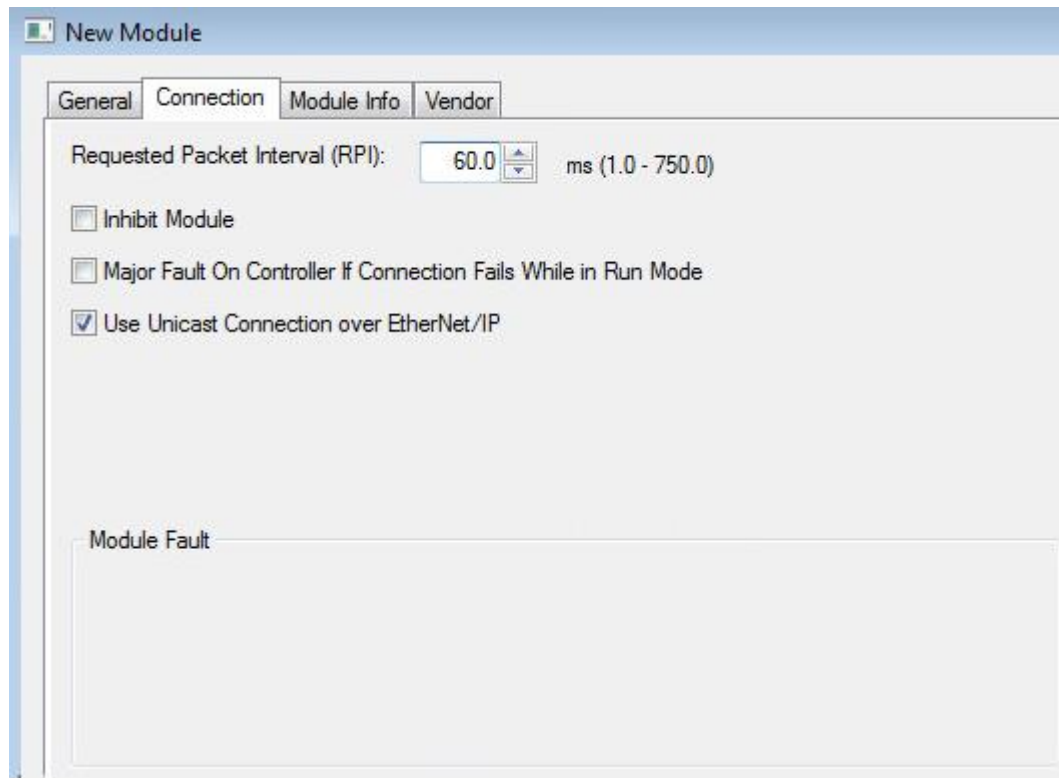 New Module
General Connection Module Info Vendor
Requested Packet Interval (RPI): 60.0 ms (1.0 - 750.0)
Inhibit Module
Major Fault On Controller If Connection Fails While in Run Mode
Use Unicast Connection over EtherNet/IP
Module Fault